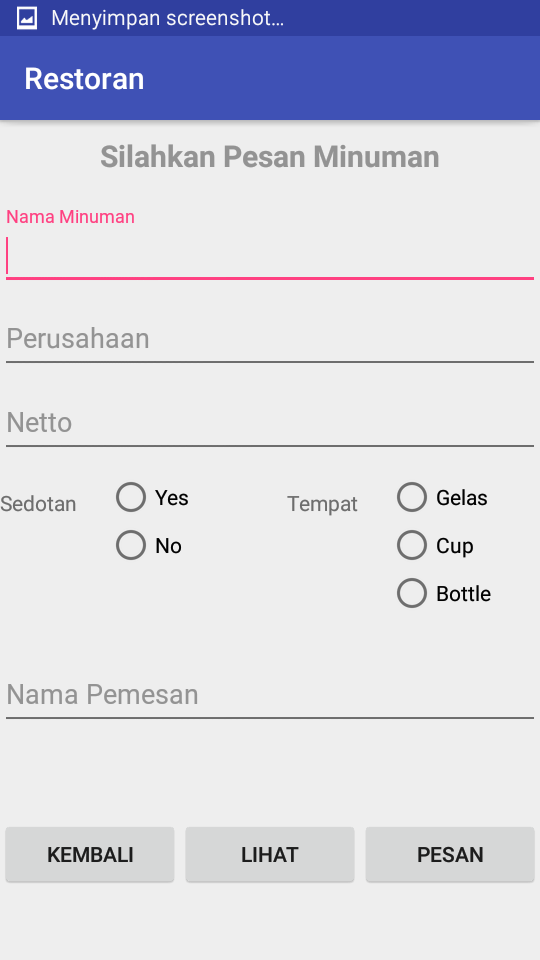 Menyimpan screenshot...
Restoran
Silahkan Pesan Minuman
Nama Minuman
Perusahaan
Netto
Sedotan
Yes
No
Tempat
Gelas
Cup
Bottle
Nama Pemesan
KEMBALI
LIHAT
PESAN